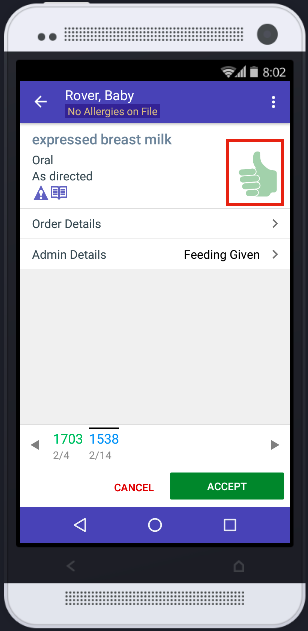 8:02
Rover, Baby
No Allergies on File
expressed breast milk
Oral
As directed
Order Details
Admin Details Feeding Given
1703 1538
2/4 2/14
CANCEL ACCEPT